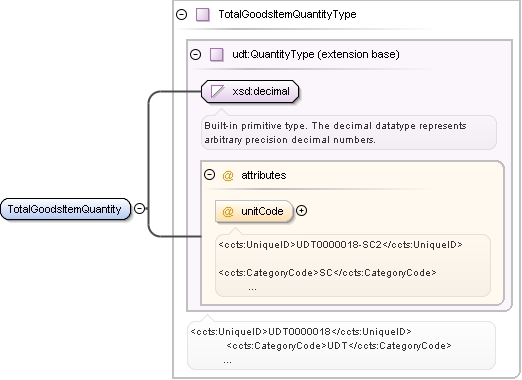 TotalGoodsItemQuantityType
udt:QuantityType (extension base)
xsd:decimal
Built-in primitive type. The decimal datatype represents
arbitrary precision decimal numbers.
@ attributes
@ unitCode
<ccts:UniqueID>UDT0000018-SC2</ccts:UniqueID>
<ccts:CategoryCode>SC</ccts:CategoryCode>
...
TotalGoodsItemQuantity
<ccts:UniqueID>UDT0000018</ccts:UniqueID>
<ccts:CategoryCode>UDT</ccts:CategoryCode>
...